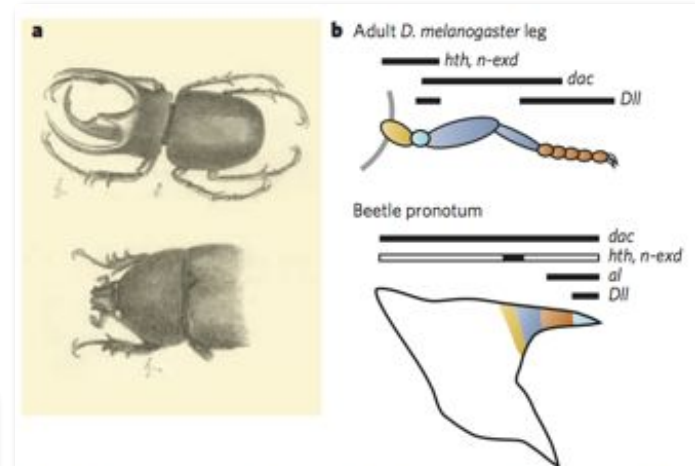 a
b Adult D. melanogaster leg
hth, n-exd
dac
Dll
Beetle pronotum
dac
hth, n-exd
al
Dll